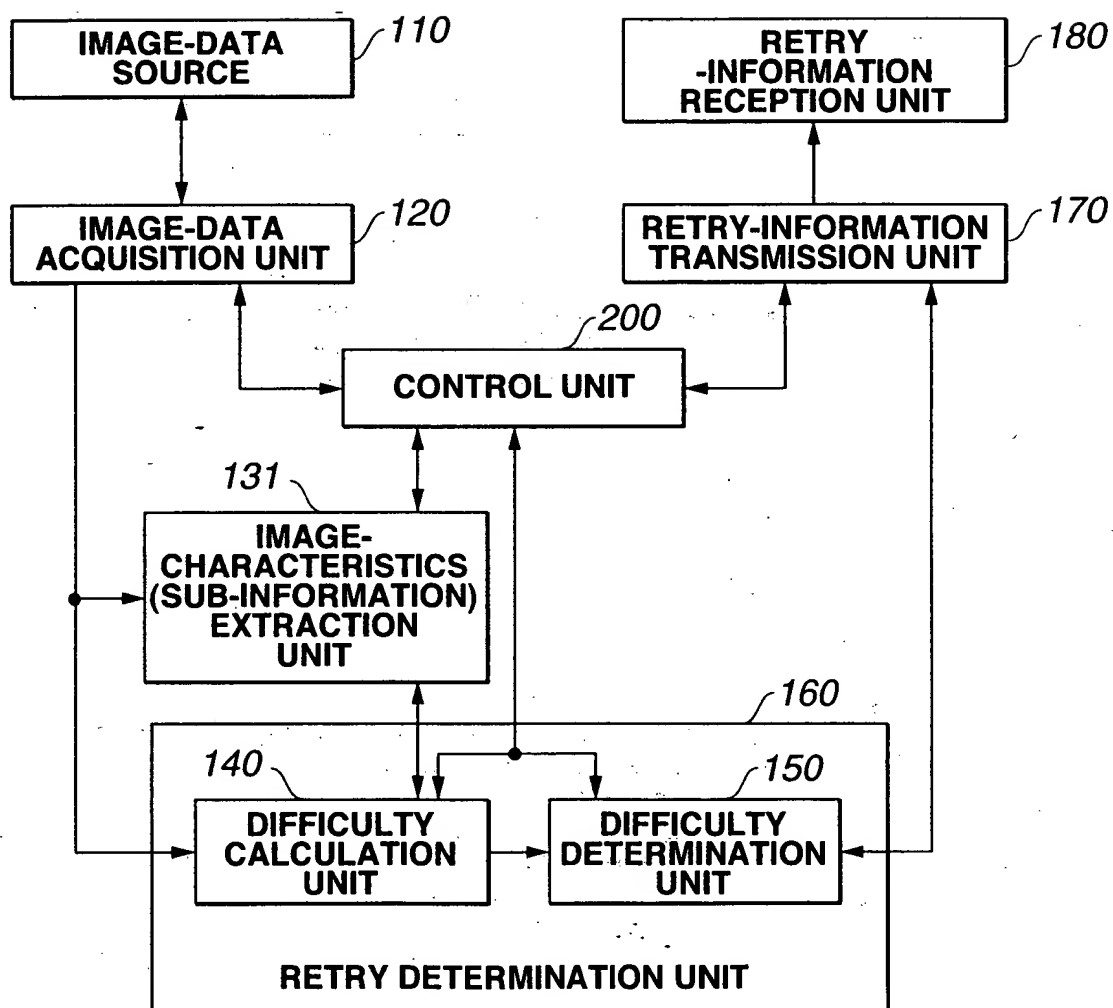 IMAGE-DATA
SOURCE
110
RETRY
-INFORMATION
RECEPTION UNIT
180
IMAGE-DATA
ACQUISITION UNIT
120
RETRY-INFORMATION
TRANSMISSION UNIT
170
200
CONTROL UNIT
131
IMAGE-
CHARACTERISTICS
(SUB-INFORMATION)
EXTRACTION
UNIT
160
140
DIFFICULTY
CALCULATION
UNIT
150
DIFFICULTY
DETERMINATION
UNIT
RETRY DETERMINATION UNIT